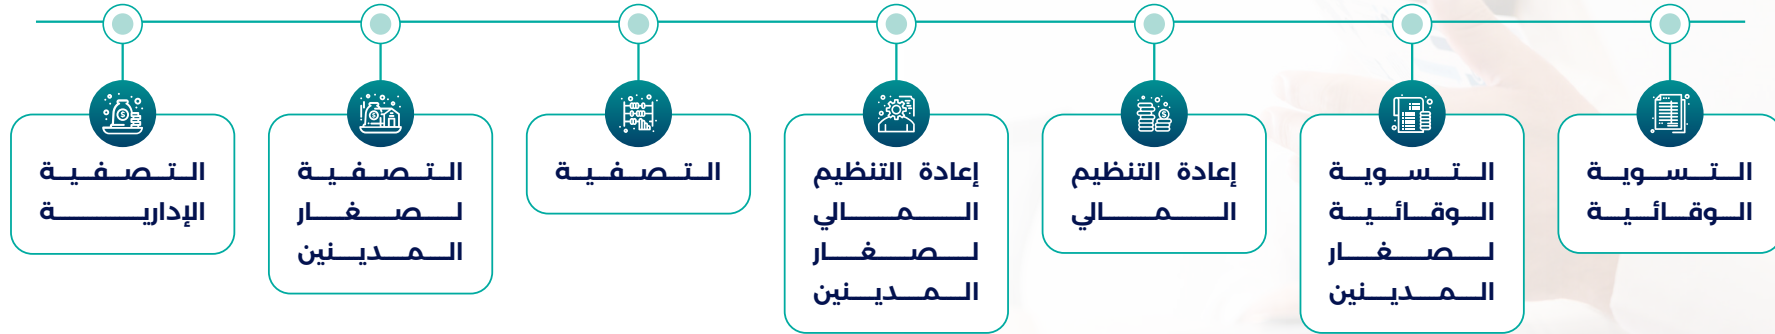 التسوية
الوقائية
التسوية
الوقائية
لصغار
المدينين
إعادة التنظيم
المالي
إعادة التنظيم
المالي
لصغار
المدينين
التصفية
التصفية
لصغار
المدينين
التصفية
الإدارية